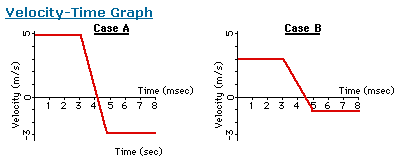 Velocity-Time Graph
Case A
5
Velocity (m/s)
Time (msec)
0
1 2 3 4 5 6 7 8
-3
Time (sec)
Case B
5
Velocity (m/s)
Time (msec)
0
1 2 3 4 5 6 7 8
-3